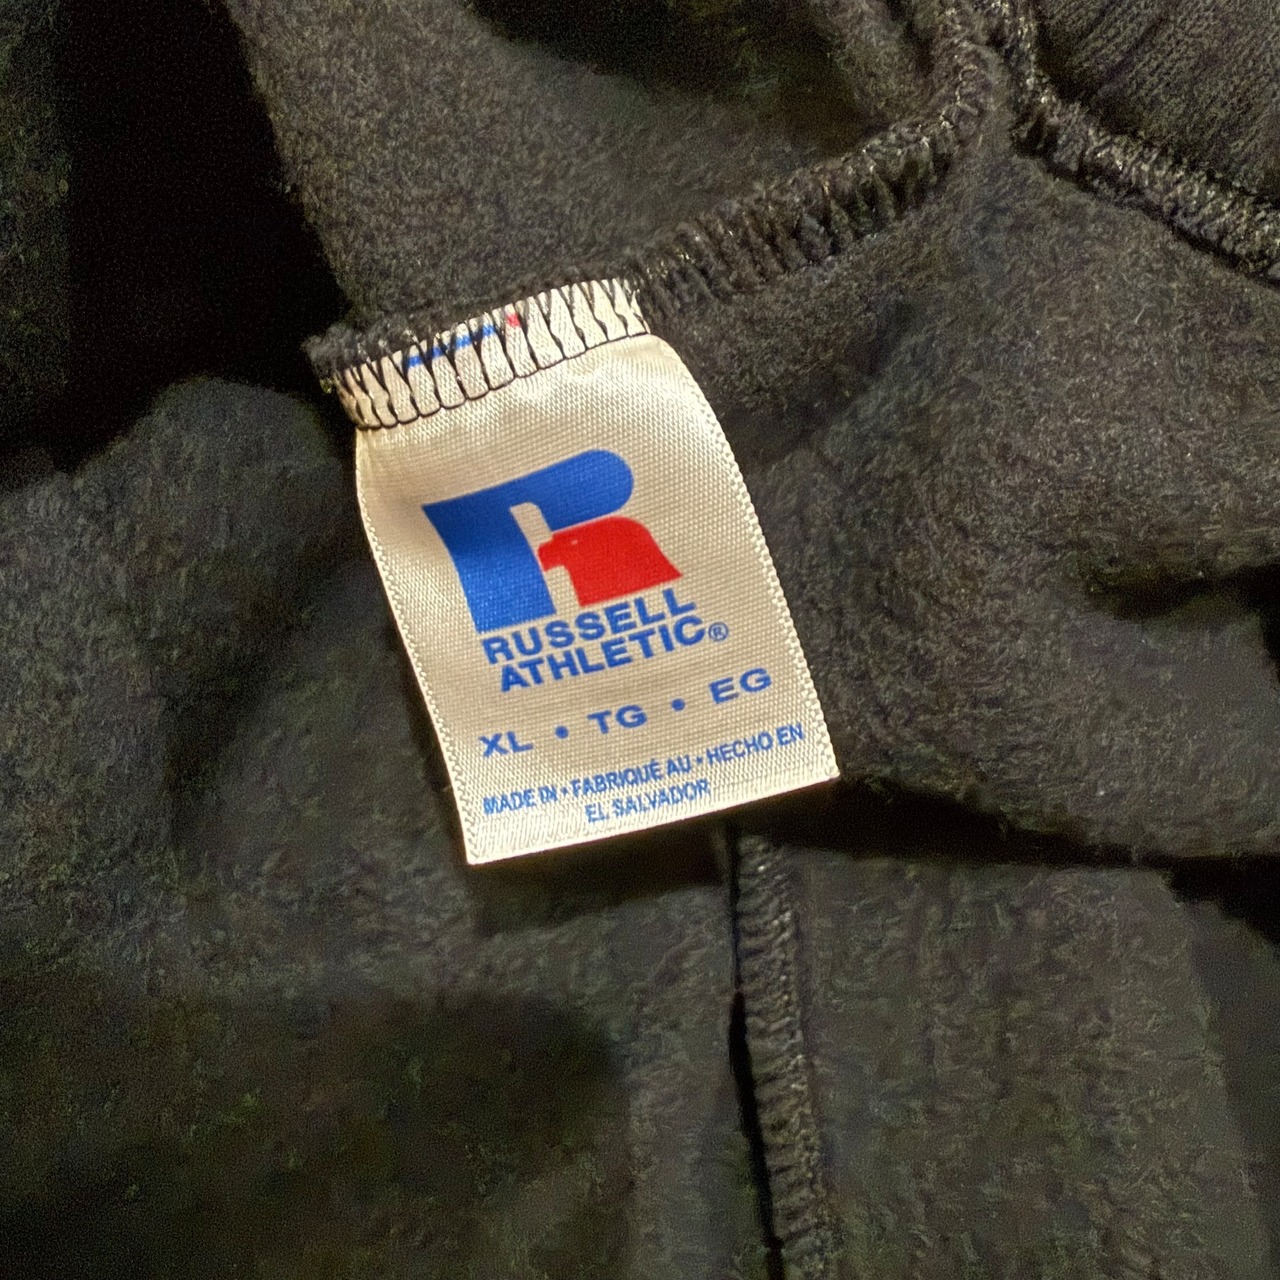 RUSSELL
ATHLETIC®
XL • TG • EG
MADE IN • FABRIQUÉ AU • HECHO EN
EL SALVADOR